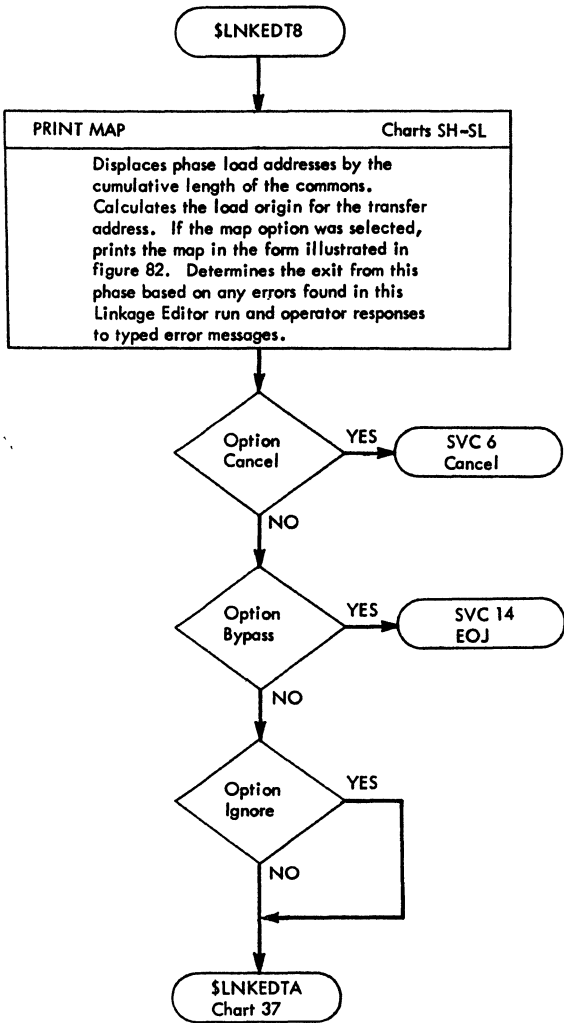 $LNKEDT8
PRINT MAP Charts SH-SL
Displaces phase load addresses by the
cumulative length of the commons.
Calculates the load origin for the transfer
address. If the map option was selected,
prints the map in the form illustrated in
figure 82. Determines the exit from this
phase based on any errors found in this
Linkage Editor run and operator responses
to typed error messages.
Option
Cancel
YES
SVC 6
Cancel
NO
Option
Bypass
YES
SVC 14
EOJ
NO
Option
Ignore
YES
NO
$LNKEDTA
Chart 37